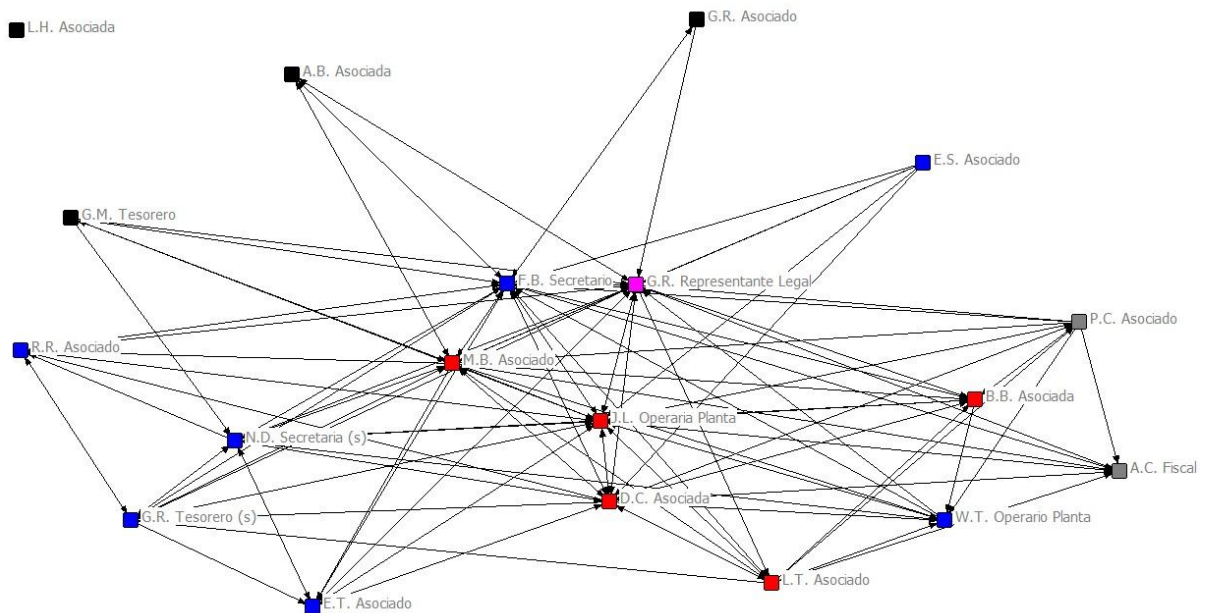 G.R. Asociado
L.H. Asociada
A.B. Asociada
E.S. Asociado
G.M. Tesorero
F.B. Secretario
G.R. Representante Legal
P.C. Asociado
R.R. Asociado
M.B. Asociado
B.B. Asociada
J.L. Operaria Planta
N.D. Secretaria (s)
A.C. Fiscal
D.C. Asociada
G.R. Tesorero (s)
W.T. Operario Planta
L.T. Asociado
E.T. Asociado